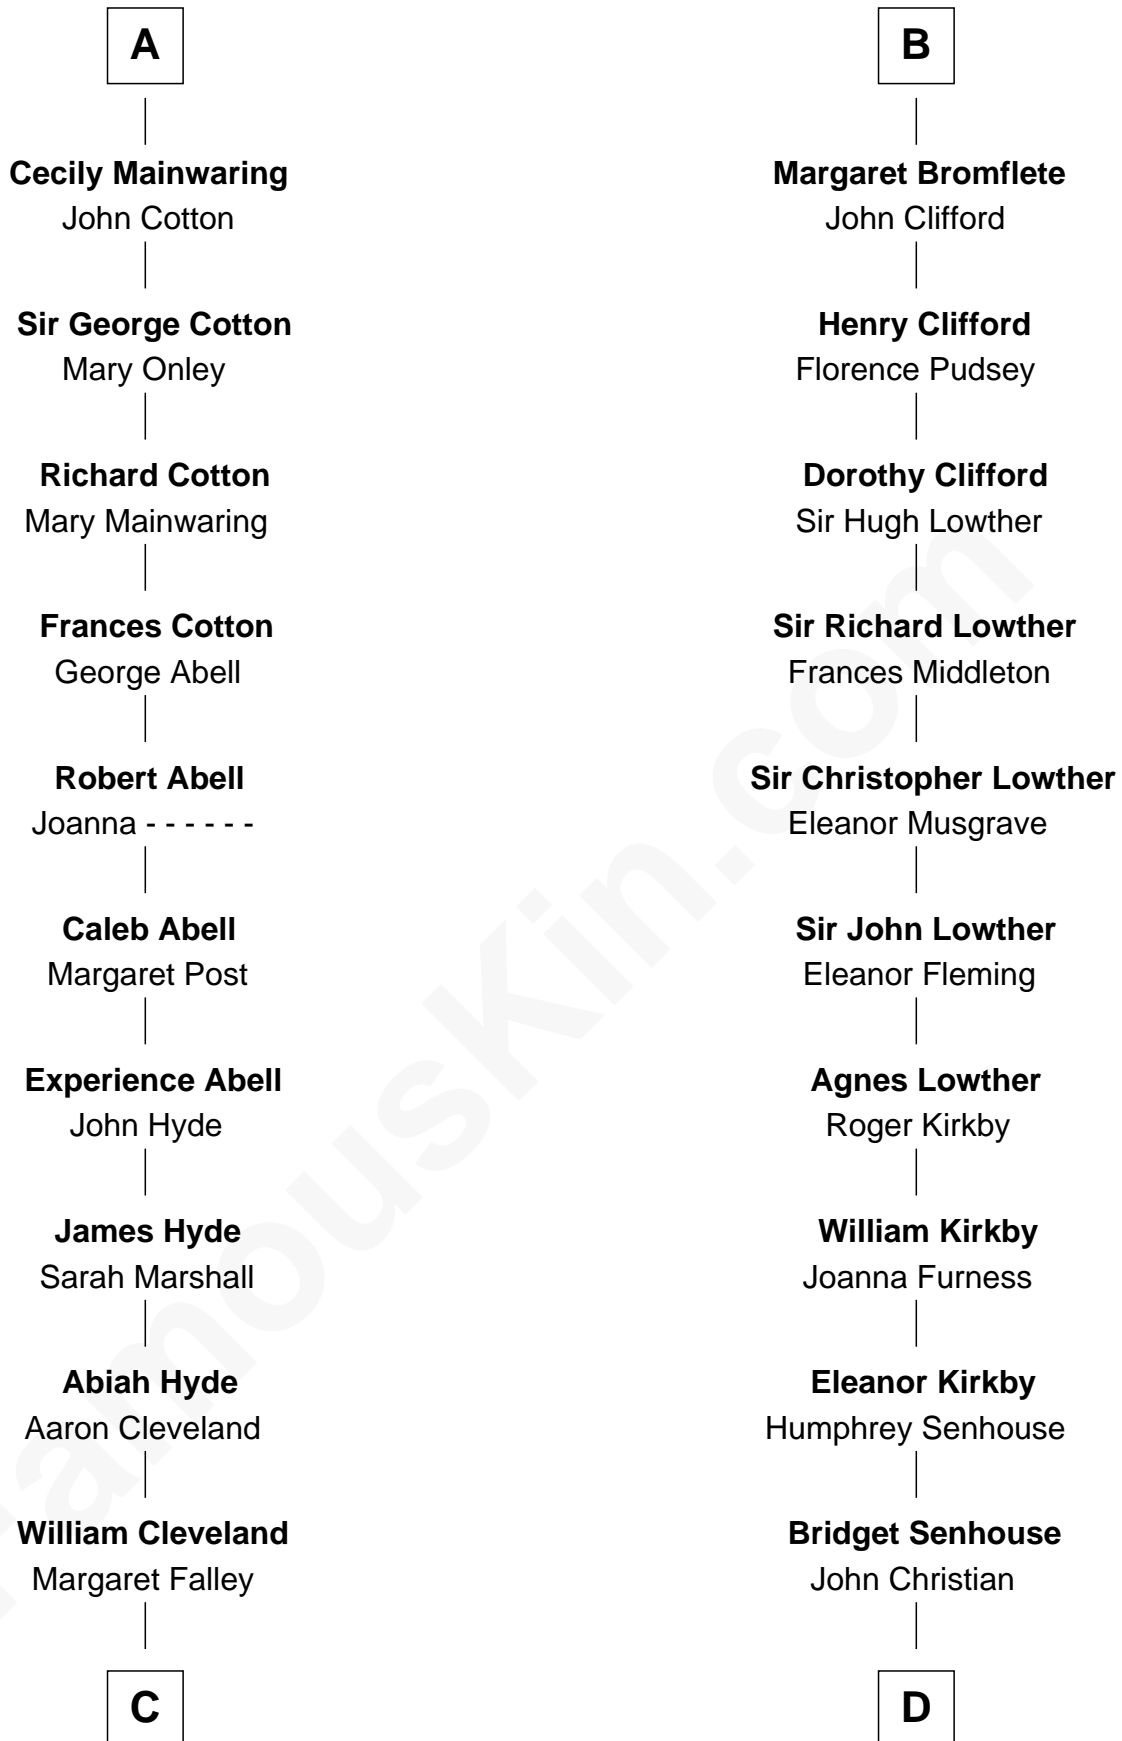 A
Cecily Mainwaring
John Cotton
Sir George Cotton
Mary Onley
Richard Cotton
Mary Mainwaring
Frances Cotton
George Abell
Robert Abell
Joanna - - - - - -
Caleb Abell
Margaret Post
Experience Abell
John Hyde
James Hyde
Sarah Marshall
Abiah Hyde
Aaron Cleveland
William Cleveland
Margaret Falley
C
B
Margaret Bromflete
John Clifford
Henry Clifford
Florence Pudsey
Dorothy Clifford
Sir Hugh Lowther
Sir Richard Lowther
Frances Middleton
Sir Christopher Lowther
Eleanor Musgrave
Sir John Lowther
Eleanor Fleming
Agnes Lowther
Roger Kirkby
William Kirkby
Joanna Furness
Eleanor Kirkby
Humphrey Senhouse
Bridget Senhouse
John Christian
D
FamousKin.com